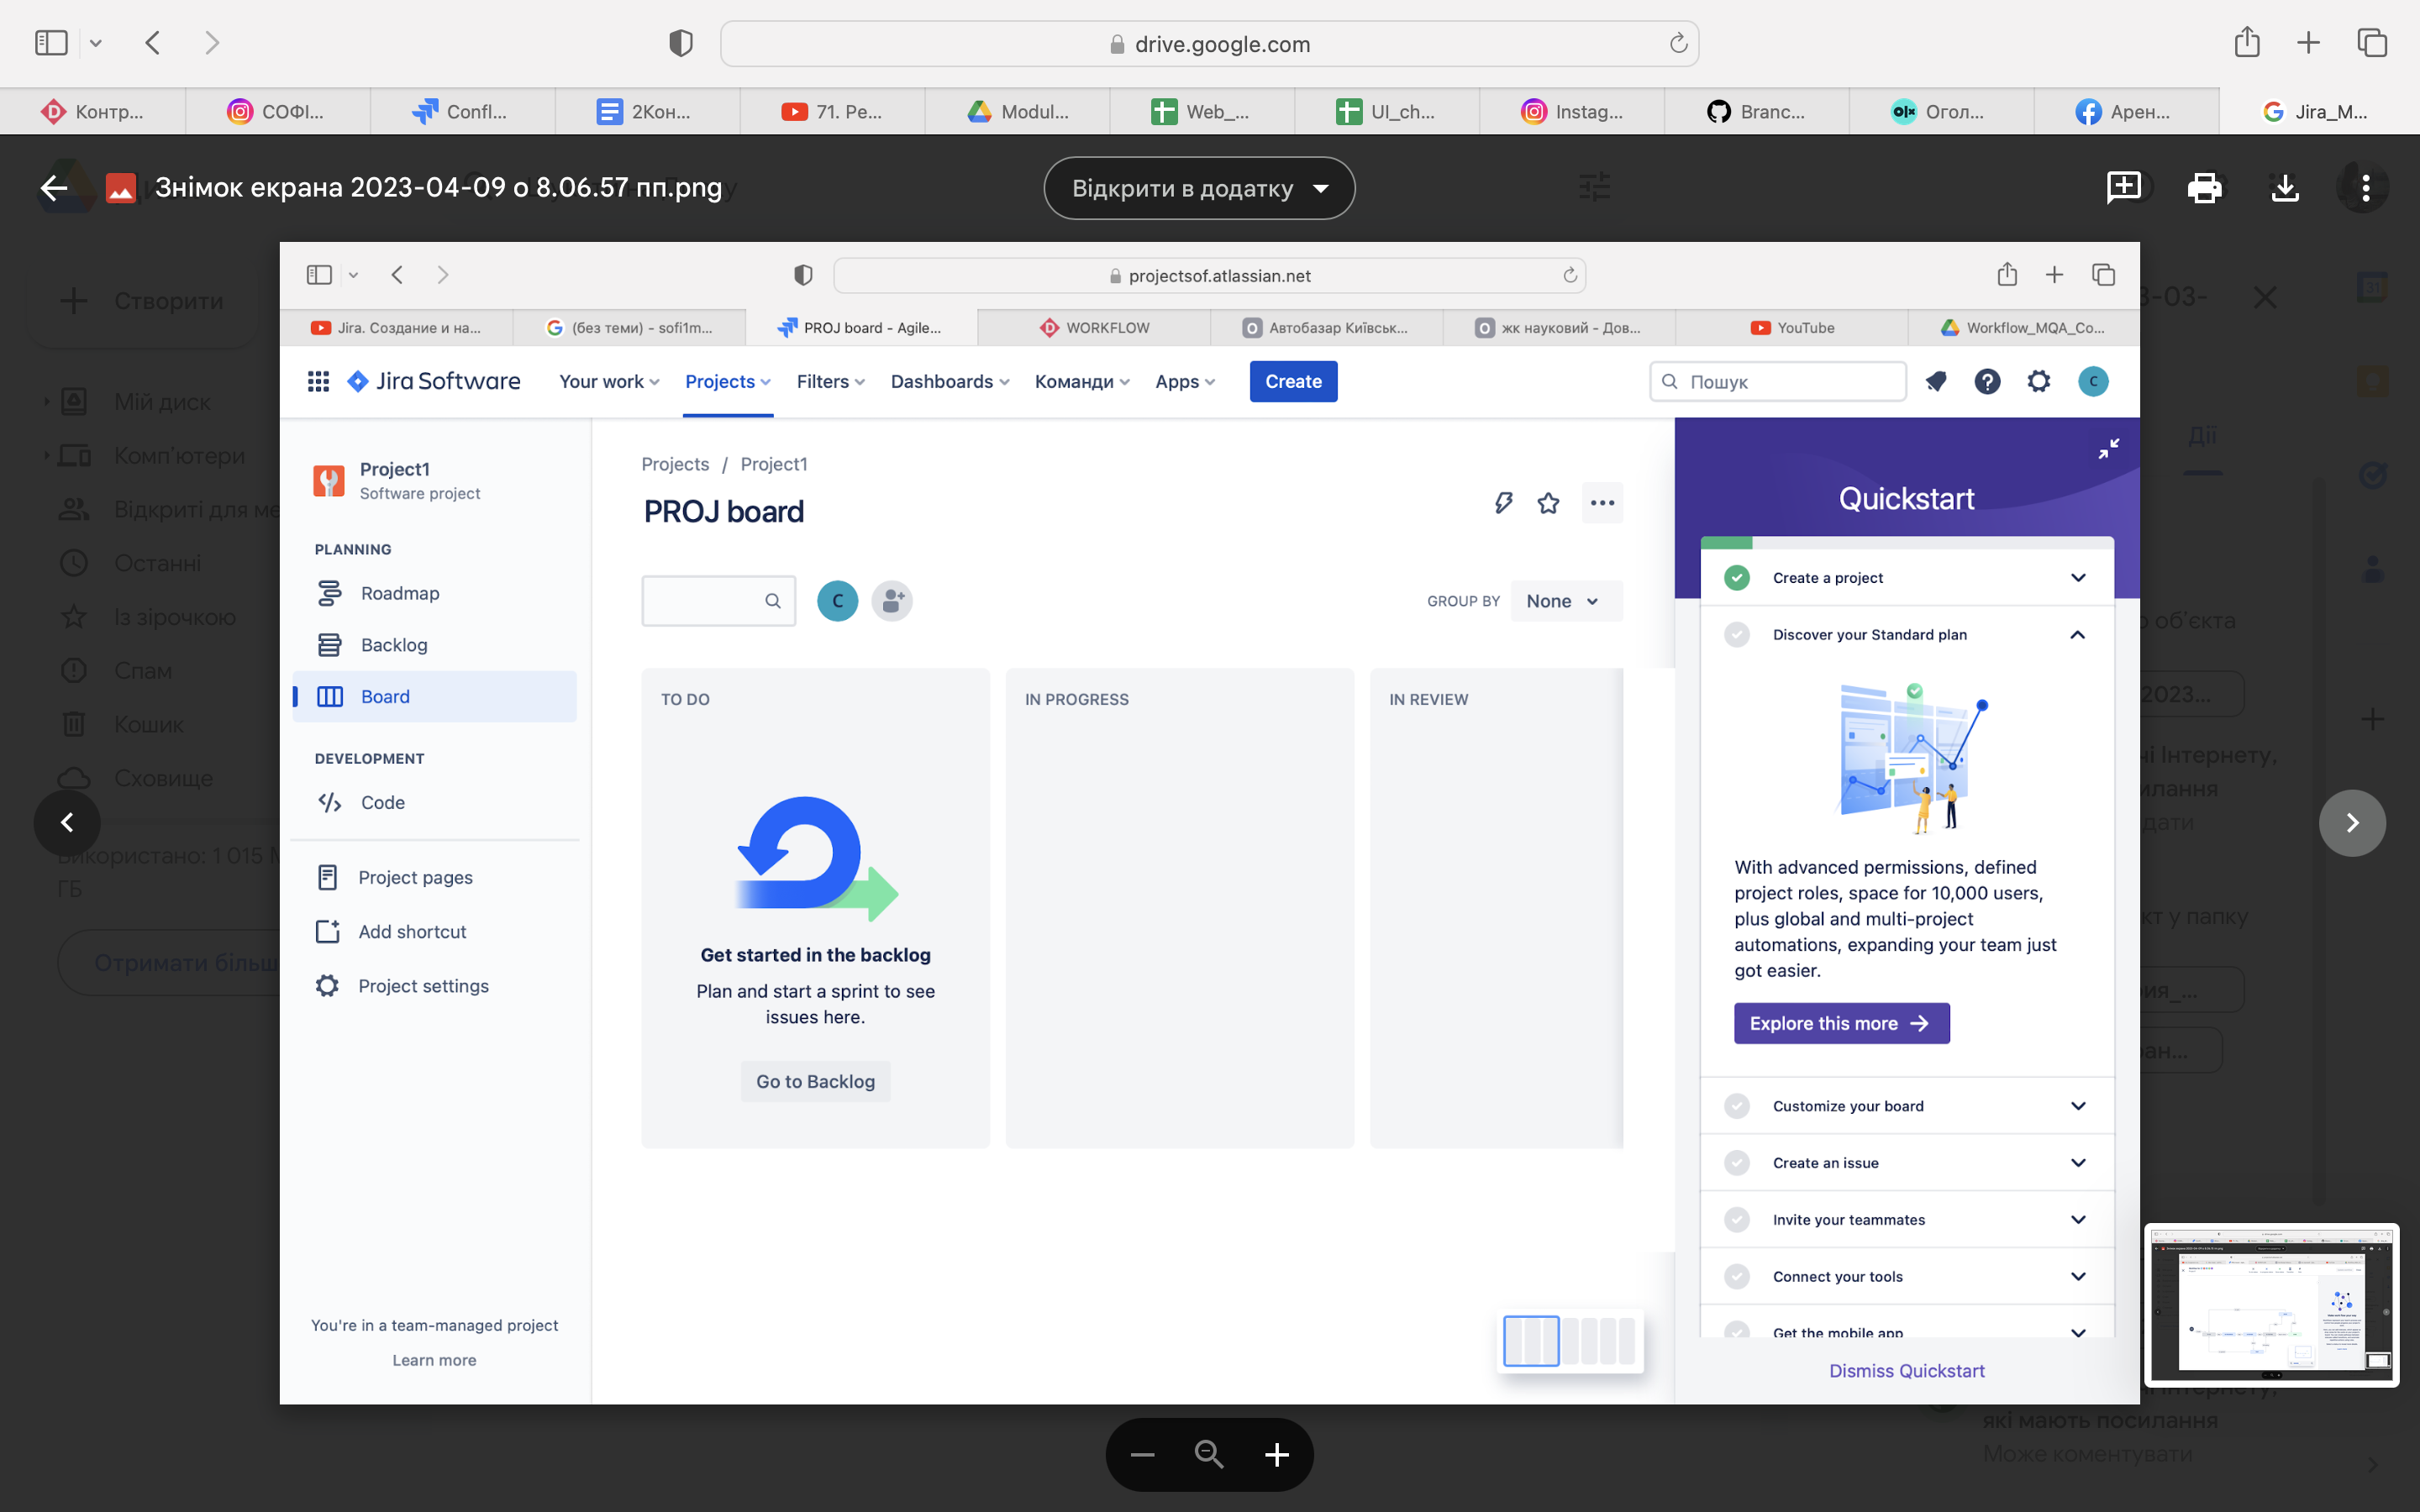 drive.google.com
Контр...
СОФІ...
Confl...
2Кон...
71. Ре...
Modul...
Web_...
UI_ch...
Instag...
Branc...
Огол...
Арен...
Jira_M...
Знімок екрана 2023-04-09 о 8.06.57 пп.png
Відкрити в додатку
Створити
Мій диск
Комп'ютери
Відкриті для ме
Останні
Із зірочкою
Спам
Кошик
Сховище
Використано: 1 015 М
ГБ
Отримати більш
projectsof.atlassian.net
Jira. Создание и на...
(без теми) - sofi1m...
PROJ board - Agile...
WORKFLOW
Автобазар Київськ...
жк науковий - Дов...
YouTube
Workflow_MQA_Co...
Jira Software
Your work
Projects
Filters
Dashboards
Команди
Apps
Create
Пошук
C
Project1
Software project
PLANNING
Roadmap
Backlog
Board
DEVELOPMENT
Code
Project pages
Add shortcut
Project settings
You're in a team-managed project
Learn more
Projects / Project1
PROJ board
C
GROUP BY
None
TO DO
IN PROGRESS
IN REVIEW
Get started in the backlog
Plan and start a sprint to see
issues here.
Go to Backlog
Quickstart
Create a project
Discover your Standard plan
With advanced permissions, defined
project roles, space for 10,000 users,
plus global and multi-project
automations, expanding your team just
got easier.
Explore this more
Customize your board
Create an issue
Invite your teammates
Connect your tools
Get the mobile app
Dismiss Quickstart
3-03-
Дії
об'єкта
2023...
Інтернету,
у папку
які мають посилання
Може коментувати